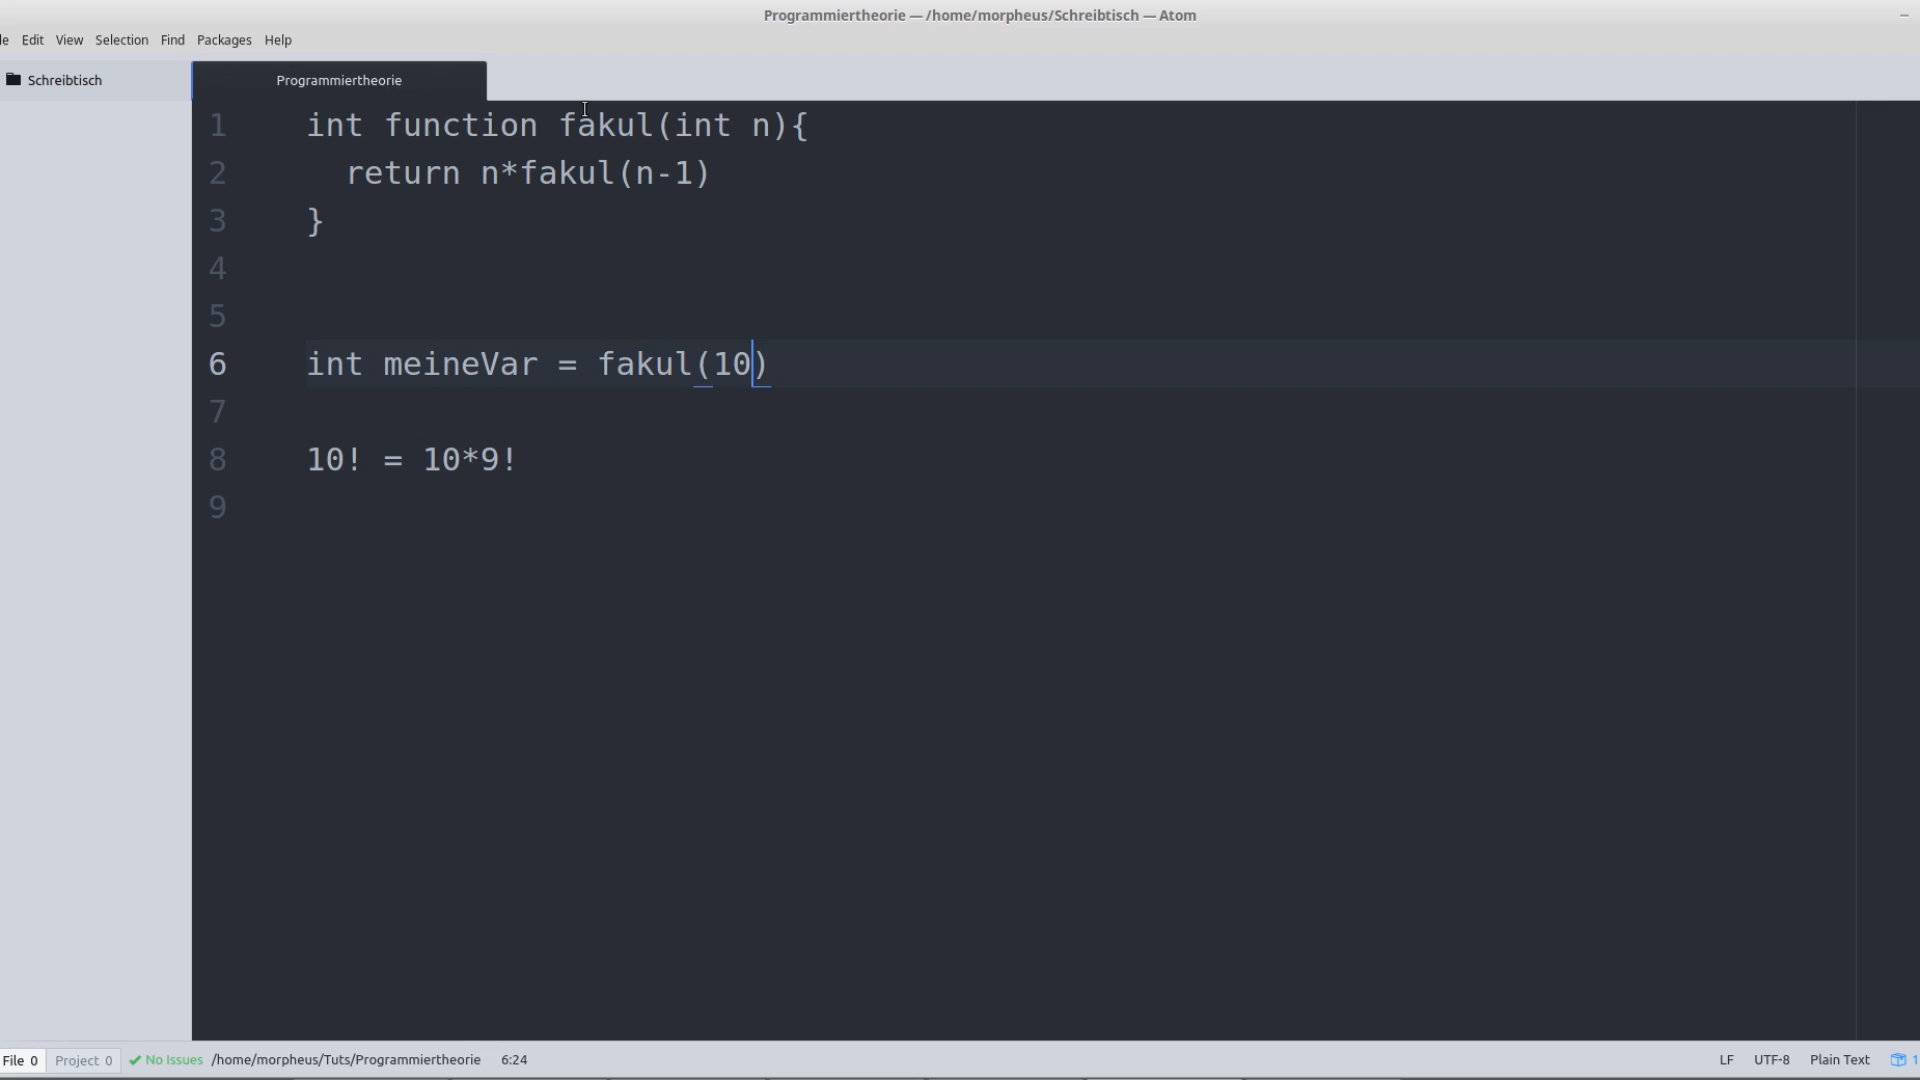 Programmiertheorie — /home/morpheus/Schreibtisch — Atom
le Edit View Selection Find Packages Help
Schreibtisch
Programmiertheorie
1 int function fakul(int n){
2 return n*fakul(n-1)
3 }
4
5
6 int meineVar = fakul(10)
7
8 10! = 10*9!
9
File 0 Project 0 No Issues /home/morpheus/Tuts/Programmiertheorie 6:24 LF UTF-8 Plain Text 1